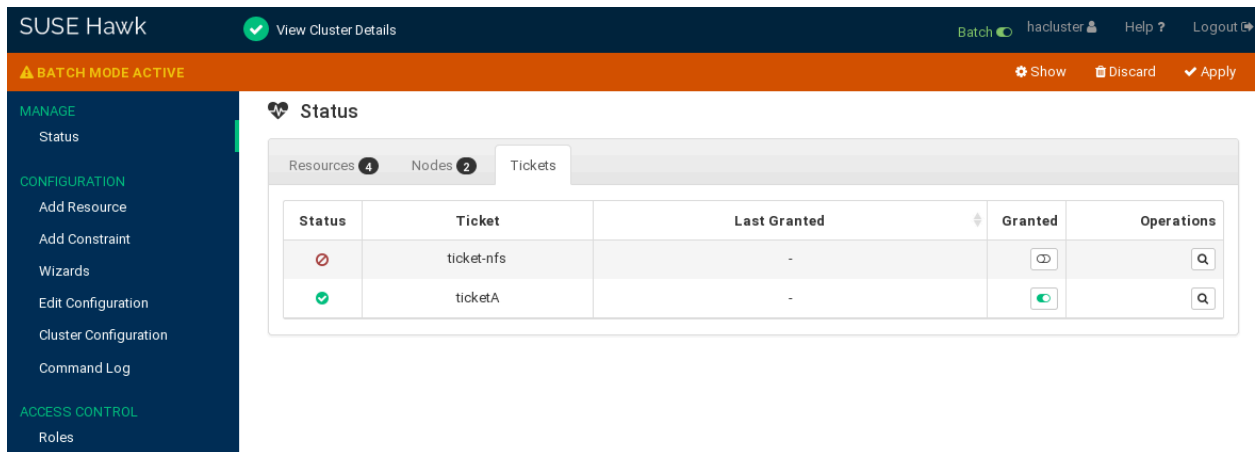 SUSE Hawk
View Cluster Details
Batch
hacluster
Help ?
Logout
BATCH MODE ACTIVE
Show
Discard
Apply
MANAGE
Status
CONFIGURATION
Add Resource
Add Constraint
Wizards
Edit Configuration
Cluster Configuration
Command Log
ACCESS CONTROL
Roles
Status
Resources 4 Nodes 2 Tickets
Status Ticket Last Granted Granted Operations
ticket-nfs -
ticketA -